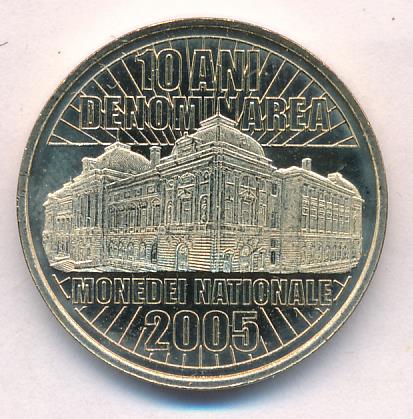 10 ANI
DENOMINAREA
MONEDEI NATIONALE
2005